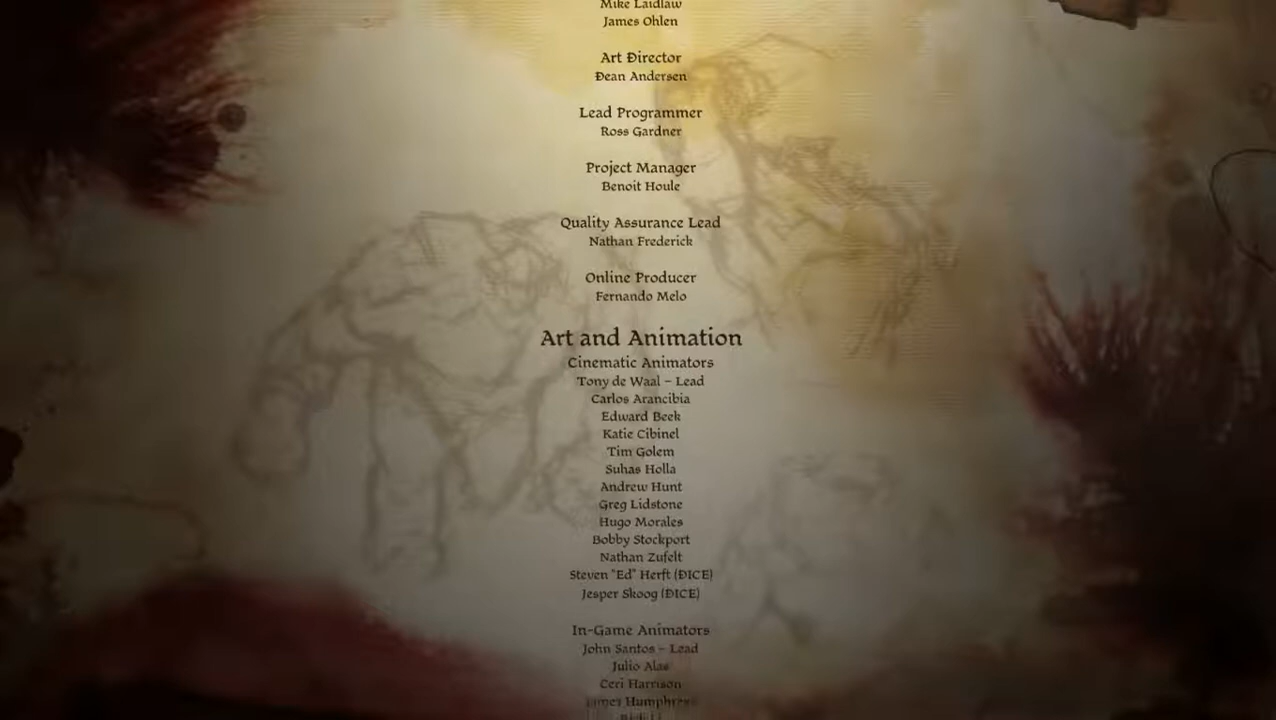 Mike Laidlaw
James Ohlen
Art Director
Dean Andersen
Lead Programmer
Ross Gardner
Project Manager
Benoit Houle
Quality Assurance Lead
Nathan Frederick
Online Producer
Fernando Melo
Art and Animation
Cinematic Animators
Tony de Waal – Lead
Carlos Arancibia
Edward Beek
Katie Cibinel
Tim Golem
Suhas Holla
Andrew Hunt
Greg Lidstone
Hugo Morales
Bobby Stockport
Nathan Zufelt
Steven "Ed" Herft (DICE)
Jesper Skoog (DICE)
In-Game Animators
John Santos – Lead
Julio Alas
Ceri Harrison
James Humphreys